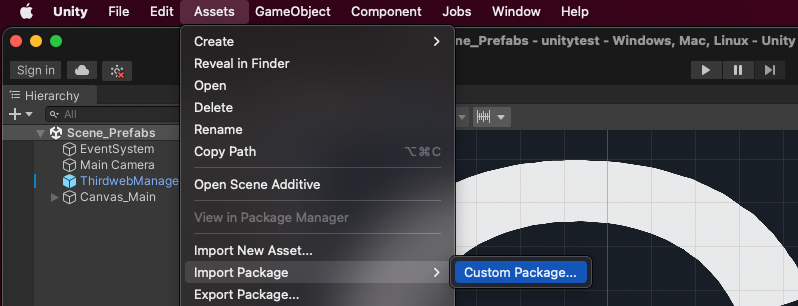 Unity File Edit Assets GameObject Component Jobs Window Help
ne_Prefabs - unitytest - Windows, Mac, Linux - Unity
Sign in
Hierarchy
All
Scene_Prefabs
EventSystem
Main Camera
ThirdwebManage
Canvas_Main
Create
Reveal in Finder
Open
Delete
Rename
Copy Path ⌥⌘C
Open Scene Additive
View in Package Manager
Import New Asset...
Import Package
Custom Package...
Export Package...